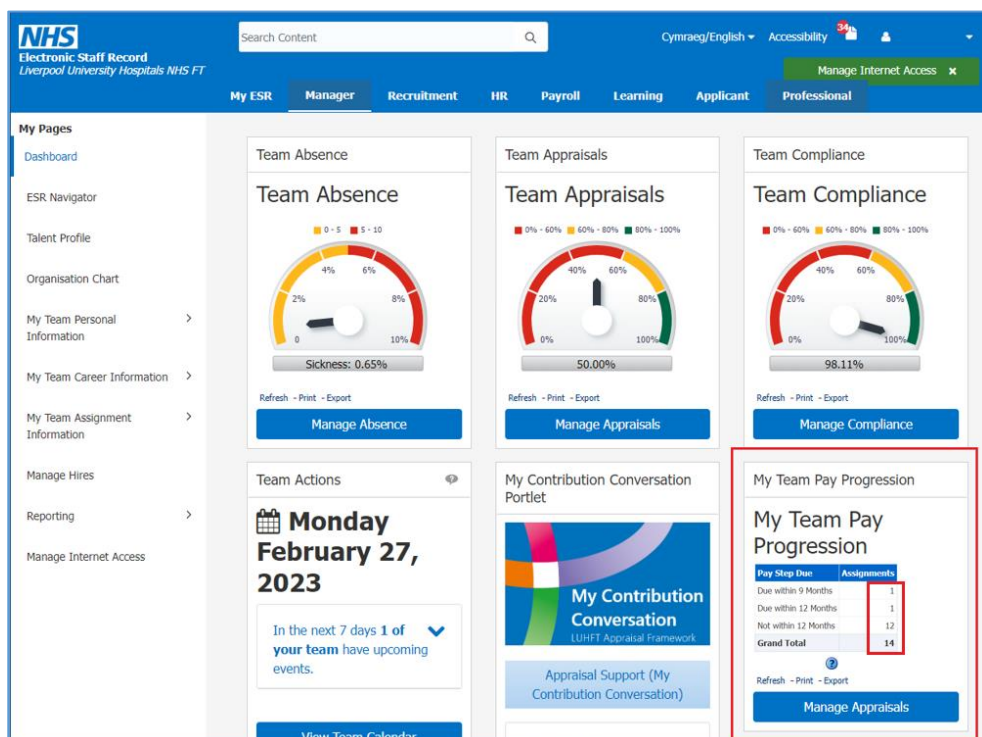 NHS
Electronic Staff Record
Liverpool University Hospitals NHS FT
Search Content
Cymraeg/English
Accessibility
34
Manage Internet Access x
My ESR Manager Recruitment HR Payroll Learning Applicant Professional
My Pages
Dashboard
ESR Navigator
Talent Profile
Organisation Chart
My Team Personal
Information
My Team Career Information
My Team Assignment
Information
Manage Hires
Reporting
Manage Internet Access
Team Absence
Team Absence
0 - 5 5 - 10
4% 6%
2% 8%
0 10%
Sickness: 0.65%
Refresh - Print - Export
Manage Absence
Team Appraisals
Team Appraisals
0% - 60% 60% - 80% 80% - 100%
40% 60%
20% 80%
0% 100%
50.00%
Refresh - Print - Export
Manage Appraisals
Team Compliance
Team Compliance
0% - 60% 60% - 80% 80% - 100%
40% 60%
20% 80%
0% 100%
98.11%
Refresh - Print - Export
Manage Compliance
Team Actions
Monday
February 27,
2023
In the next 7 days 1 of
your team have
upcoming
events.
View Team Calendar
My Contribution Conversation
Portlet
My Contribution
Conversation
LUHFT Appraisal Framework
Appraisal Support (My
Contribution Conversation)
My Team Pay Progression
My Team Pay
Progression
Pay Step Due Assignments
Due within 9 Months 1
Due within 12 Months 1
Not within 12 Months 12
Grand Total 14
?
Refresh - Print - Export
Manage Appraisals